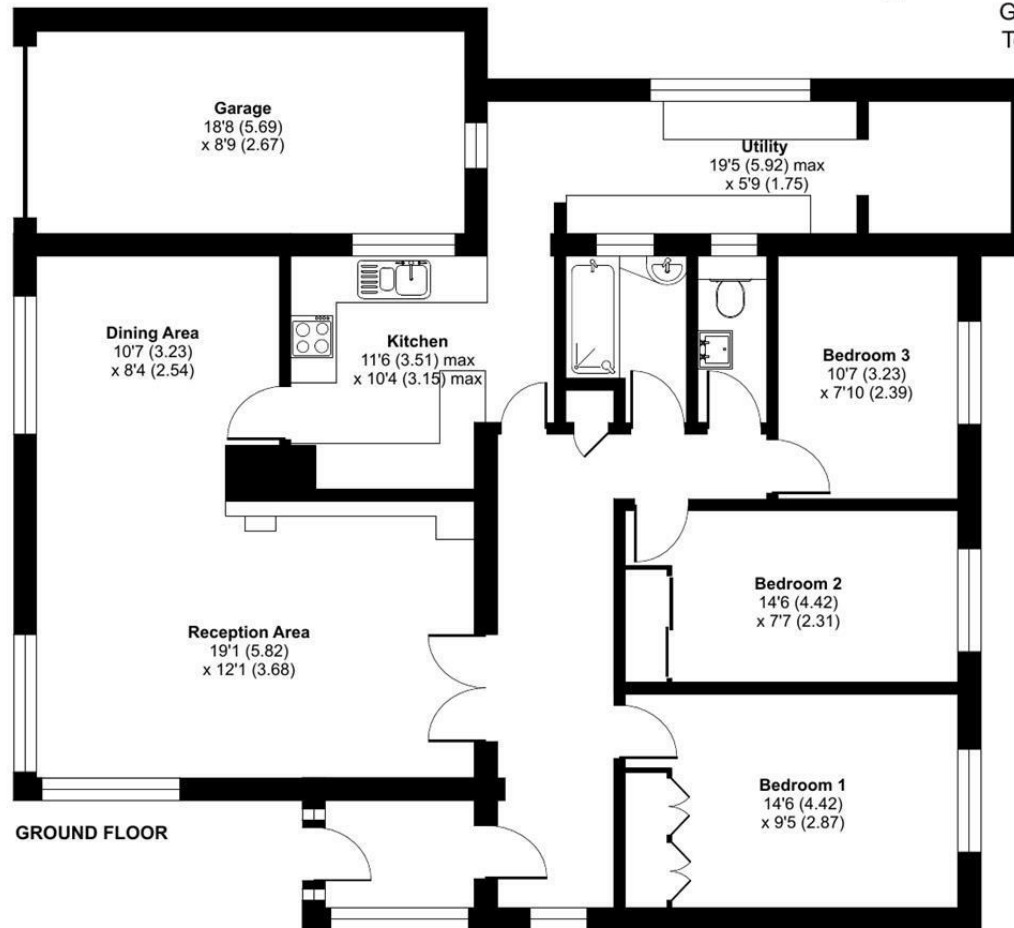 G
T
Garage
18'8 (5.69)
x 8'9 (2.67)
Utility
19'5 (5.92) max
x 5'9 (1.75)
Dining Area
10'7 (3.23)
x 8'4 (2.54)
Kitchen
11'6 (3.51) max
x 10'4 (3.15) max
Bedroom 3
10'7 (3.23)
x 7'10 (2.39)
Bedroom 2
14'6 (4.42)
x 7'7 (2.31)
Reception Area
19'1 (5.82)
x 12'1 (3.68)
Bedroom 1
14'6 (4.42)
x 9'5 (2.87)
GROUND FLOOR